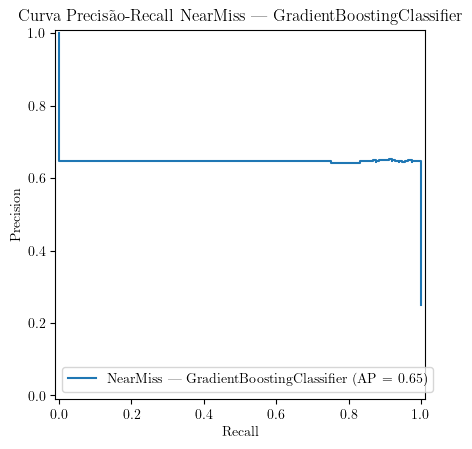 Curva Precisão-Recall NearMiss — GradientBoostingClassifier
1.0
0.8
0.6
0.4
0.2
0.0
Precision
NearMiss — GradientBoostingClassifier (AP = 0.65)
0.0 0.2 0.4 0.6 0.8 1.0
Recall